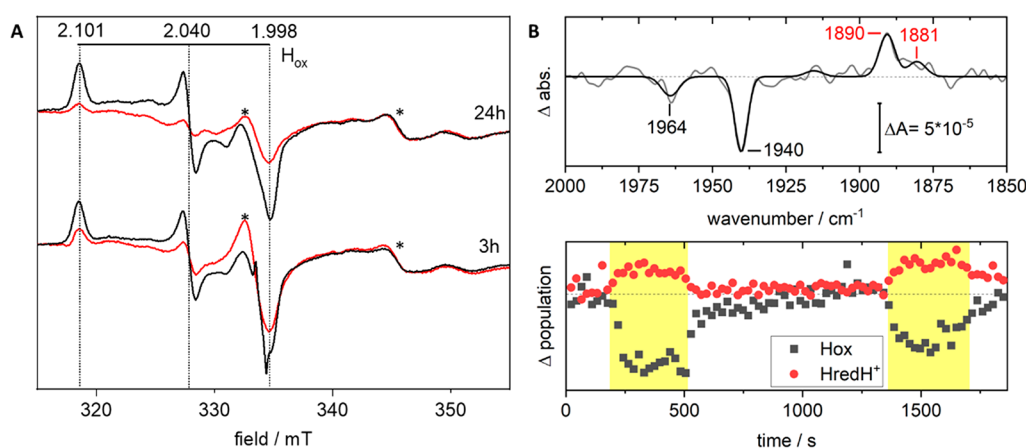 A
2.101 2.040 1.998
Hox
24h
*
*
3h
*
*
320 330 340 350
field / mT
B
Δ abs.
1890 1881
1964
1940
ΔA= 5*10-5
2000 1975 1950 1925 1900 1875 1850
wavenumber / cm-1
Δ population
Hox
HredH+
0 500 1000 1500
time / s